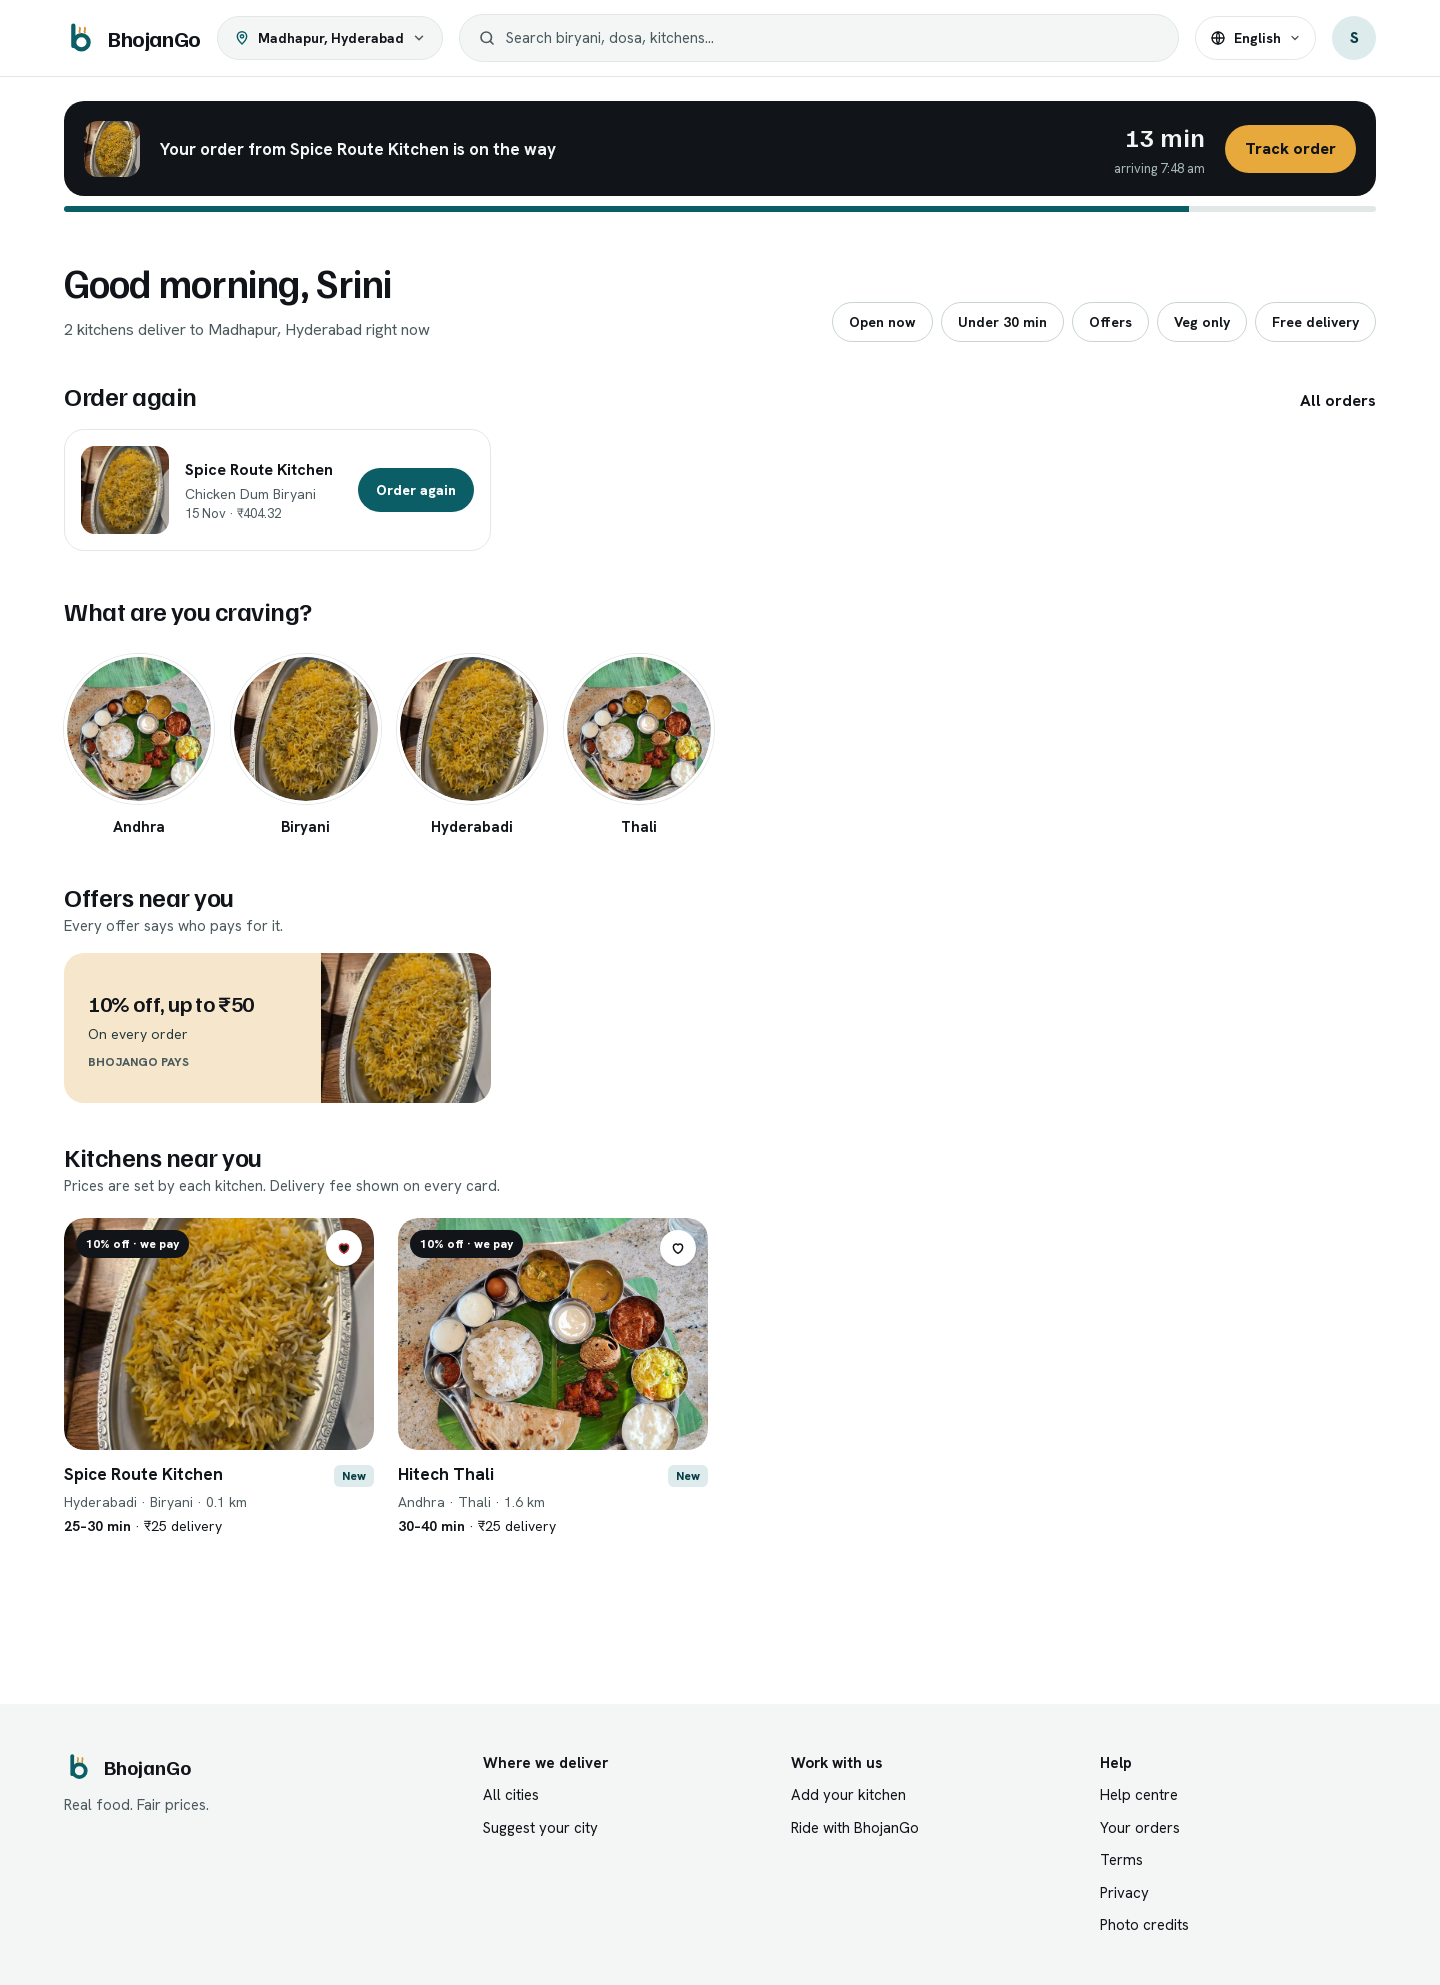 BhojanGo
Madhapur, Hyderabad
Search biryani, dosa, kitchens...
English
S
Your order from Spice Route Kitchen is on the way
13 min
arriving 7:48 am
Track order
Good morning, Srini
2 kitchens deliver to Madhapur, Hyderabad right now
Open now
Under 30 min
Offers
Veg only
Free delivery
Order again
All orders
Spice Route Kitchen
Chicken Dum Biryani
15 Nov · ₹404.32
Order again
What are you craving?
Andhra
Biryani
Hyderabadi
Thali
Offers near you
Every offer says who pays for it.
10% off, up to ₹50
On every order
BHOJANGO PAYS
Kitchens near you
Prices are set by each kitchen. Delivery fee shown on every card.
10% off · we pay
10% off · we pay
Spice Route Kitchen
New
Hyderabadi · Biryani · 0.1 km
25–30 min · ₹25 delivery
Hitech Thali
New
Andhra · Thali · 1.6 km
30–40 min · ₹25 delivery
BhojanGo
Real food. Fair prices.
Where we deliver
All cities
Suggest your city
Work with us
Add your kitchen
Ride with BhojanGo
Help
Help centre
Your orders
Terms
Privacy
Photo credits